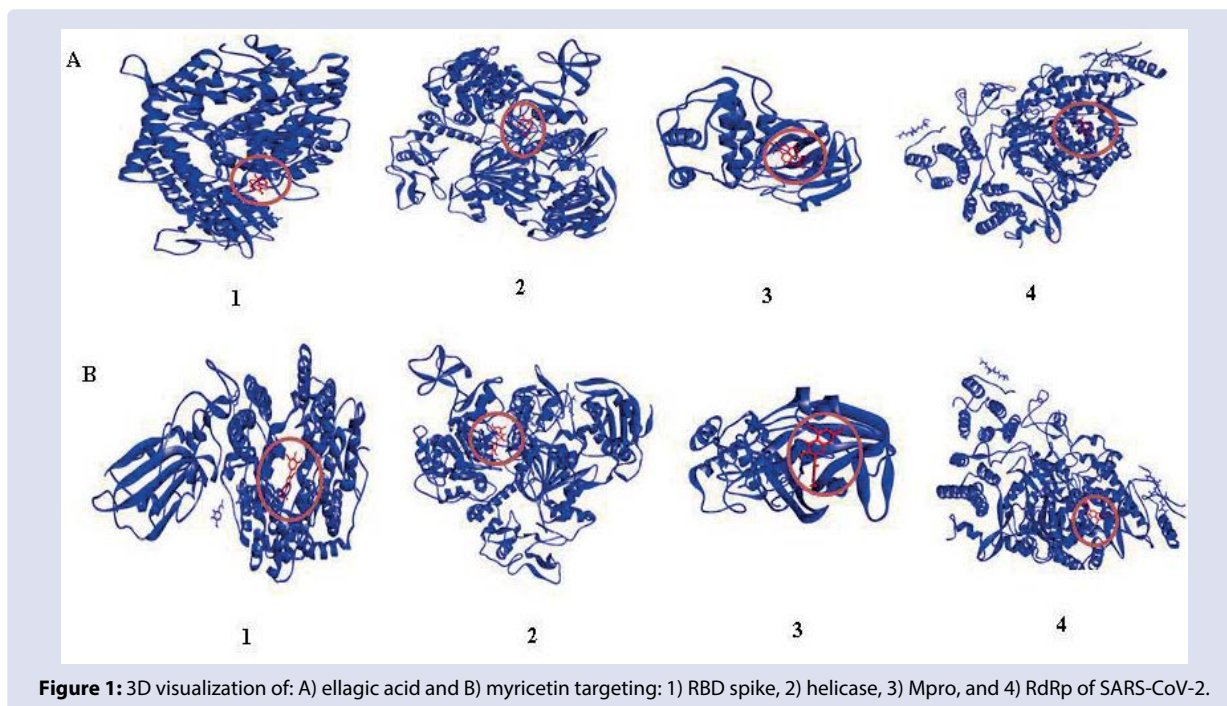 A
1
2
3
4
B
1
2
3
4
Figure 1: 3D visualization of: A) ellagic acid and B) myricetin targeting: 1) RBD spike, 2) helicase, 3) Mpro, and 4) RdRp of SARS-CoV-2.